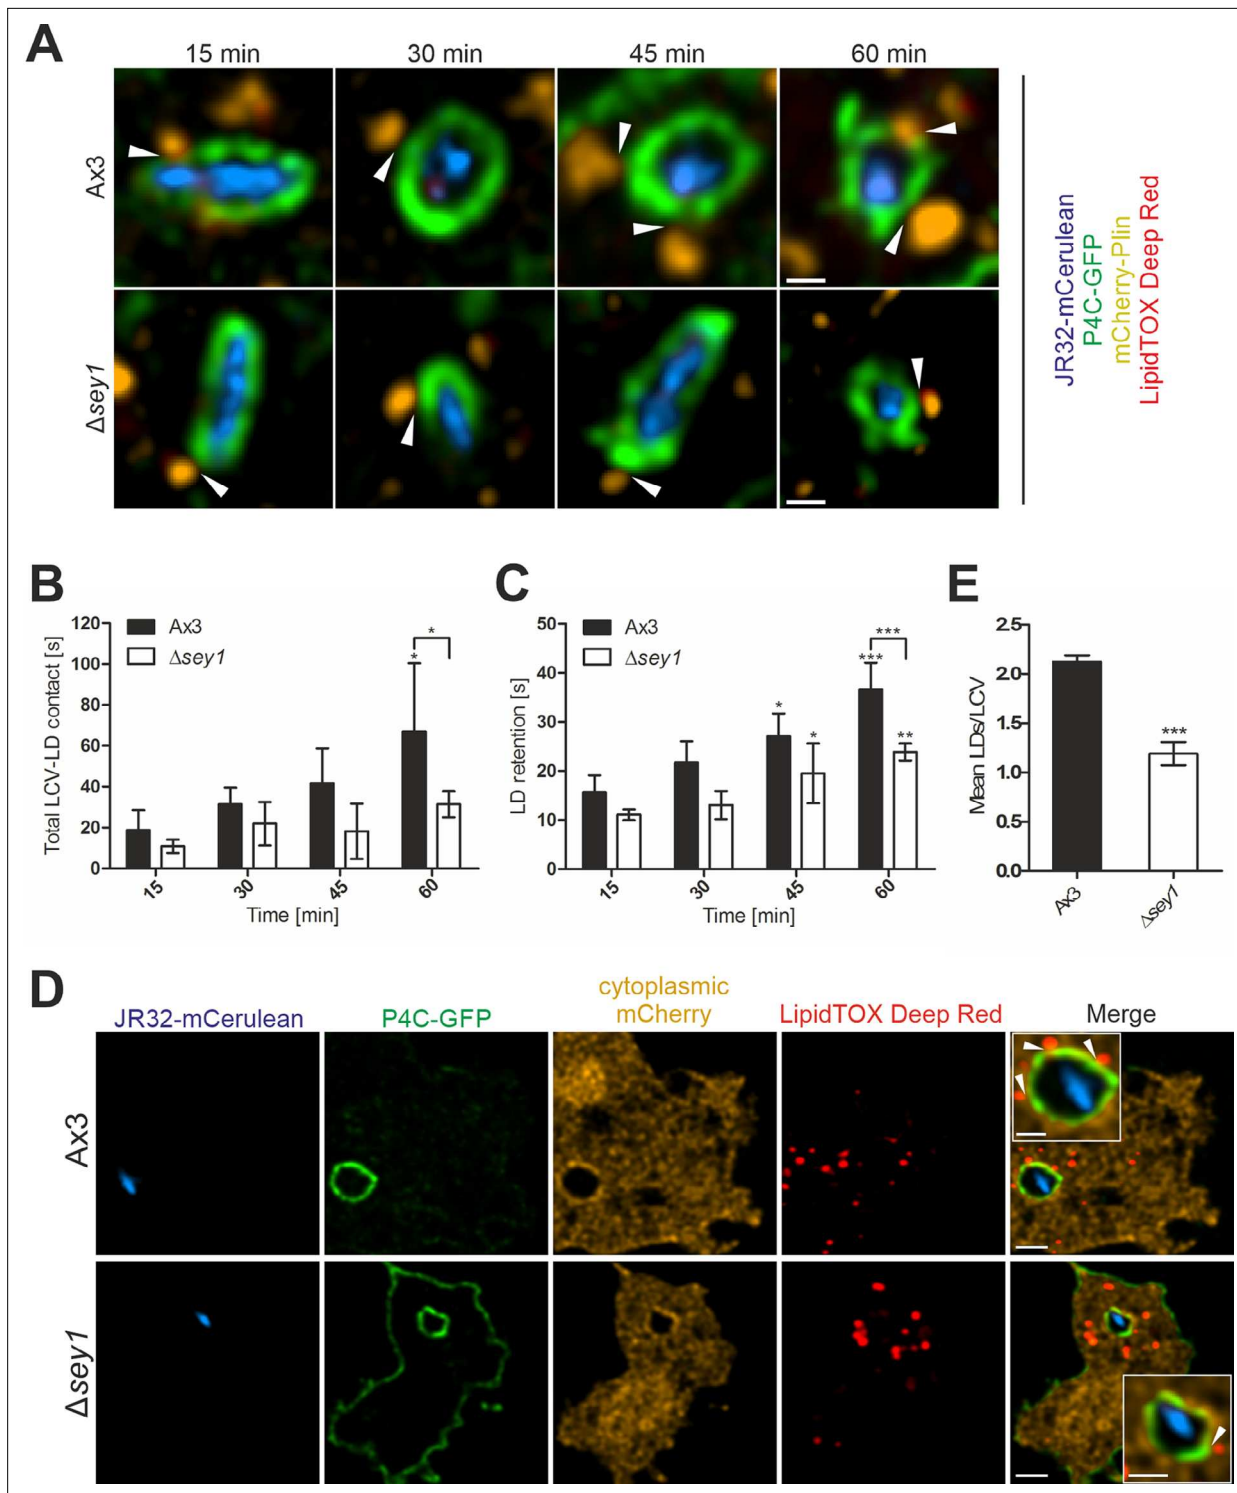 A
15 min 30 min 45 min 60 min
Ax3
Δsey1
JR32-mCerulean
P4C-GFP
mCherry-Plin
LipidTOX Deep Red
B
Total LCV-LD contact [s]
120
100
80
60
40
20
0
Ax3
Δsey1
*
*
15 30 45 60
Time [min]
C
LD retention [s]
50
40
30
20
10
0
Ax3
Δsey1
***
***
*
*
**
15 30 45 60
Time [min]
E
Mean LDs/LCV
2.5
2.0
1.5
1.0
0.5
0.0
***
Ax3 Δsey1
D
JR32-mCerulean P4C-GFP cytoplasmic mCherry LipidTOX Deep Red Merge
Ax3
Δsey1